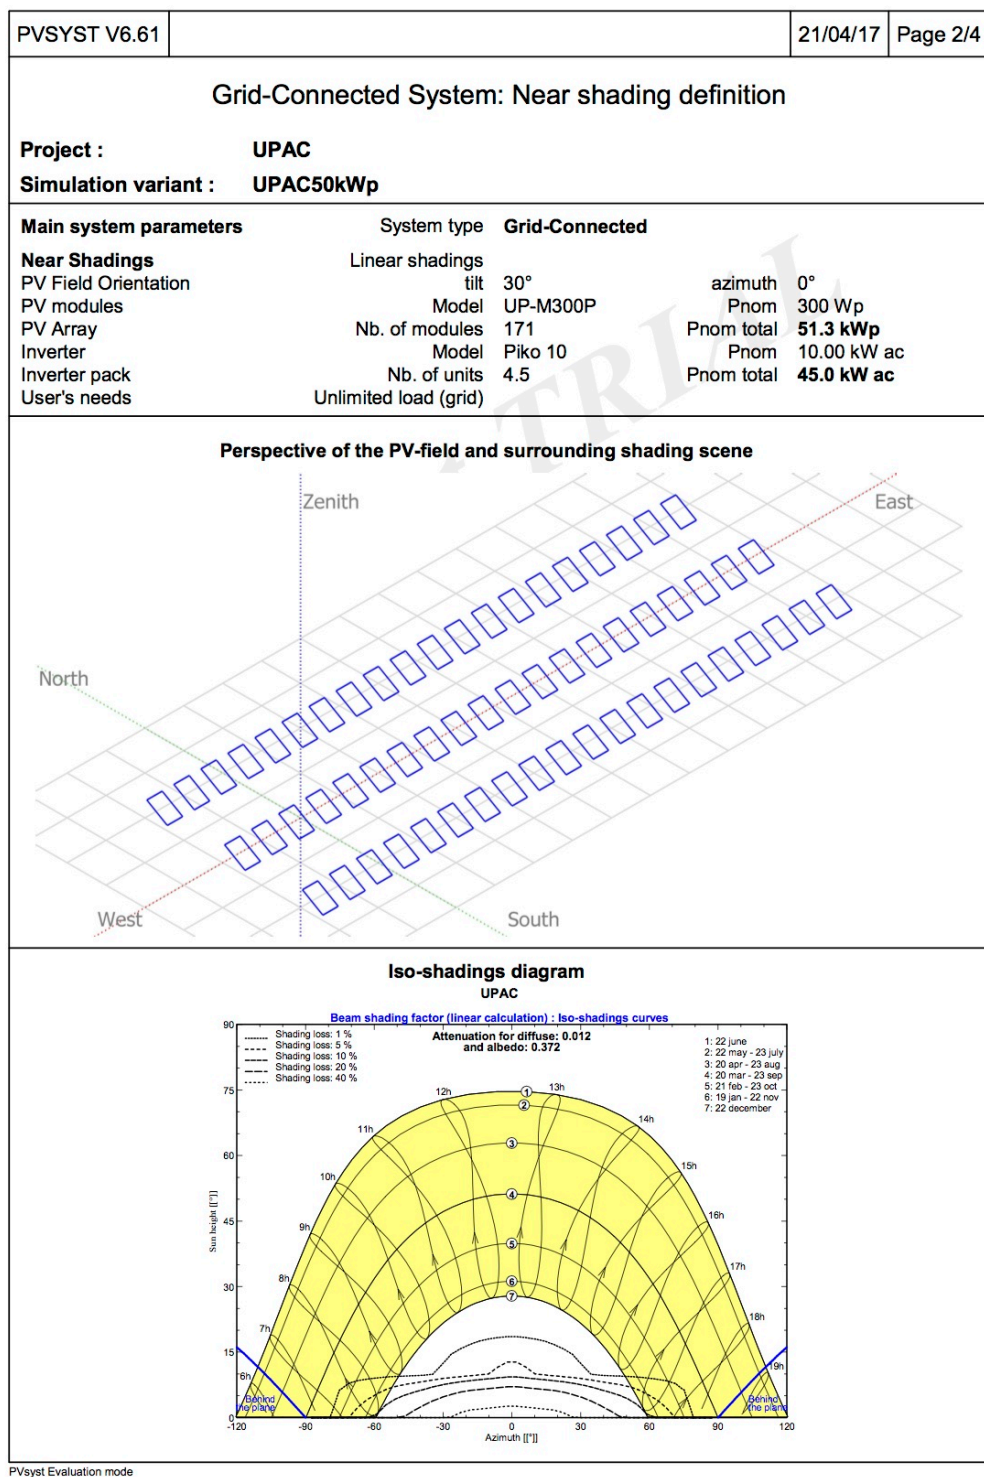 PVSYST V6.61 21/04/17 Page 2/4
Grid-Connected System: Near shading definition
Project : UPAC
Simulation variant : UPAC50kWp
Main system parameters System type Grid-Connected
Near Shadings Linear shadings
PV Field Orientation tilt 30° azimuth 0°
PV modules Model UP-M300P Pnom 300 Wp
PV Array Nb. of modules 171 Pnom total 51.3 kWp
Inverter Model Piko 10 Pnom 10.00 kW ac
Inverter pack Nb. of units 4.5 Pnom total 45.0 kW ac
User's needs Unlimited load (grid)
TRIAL
Perspective of the PV-field and surrounding shading scene
Zenith
East
North
West
South
Iso-shadings diagram
UPAC
Beam shading factor (linear calculation) : Iso-shadings curves
Shading loss: 1 %
Shading loss: 5 %
Shading loss: 10 %
Shading loss: 20 %
Shading loss: 40 %
Attenuation for diffuse: 0.012
and albedo: 0.372
1: 22 june
2: 22 may - 23 july
3: 20 apr - 23 aug
4: 20 mar - 23 sep
5: 21 feb - 23 oct
6: 19 jan - 22 nov
7: 22 december
90
75
60
45
30
15
0
Sun height [[°]]
6h
7h
8h
9h
10h
11h
12h
13h
14h
15h
16h
17h
18h
19h
1
2
3
4
5
6
7
Behind
the plane
Behind
the plane
-120 -90 -60 -30 0 30 60 90 120
Azimuth [[°]]
PVsyst Evaluation mode